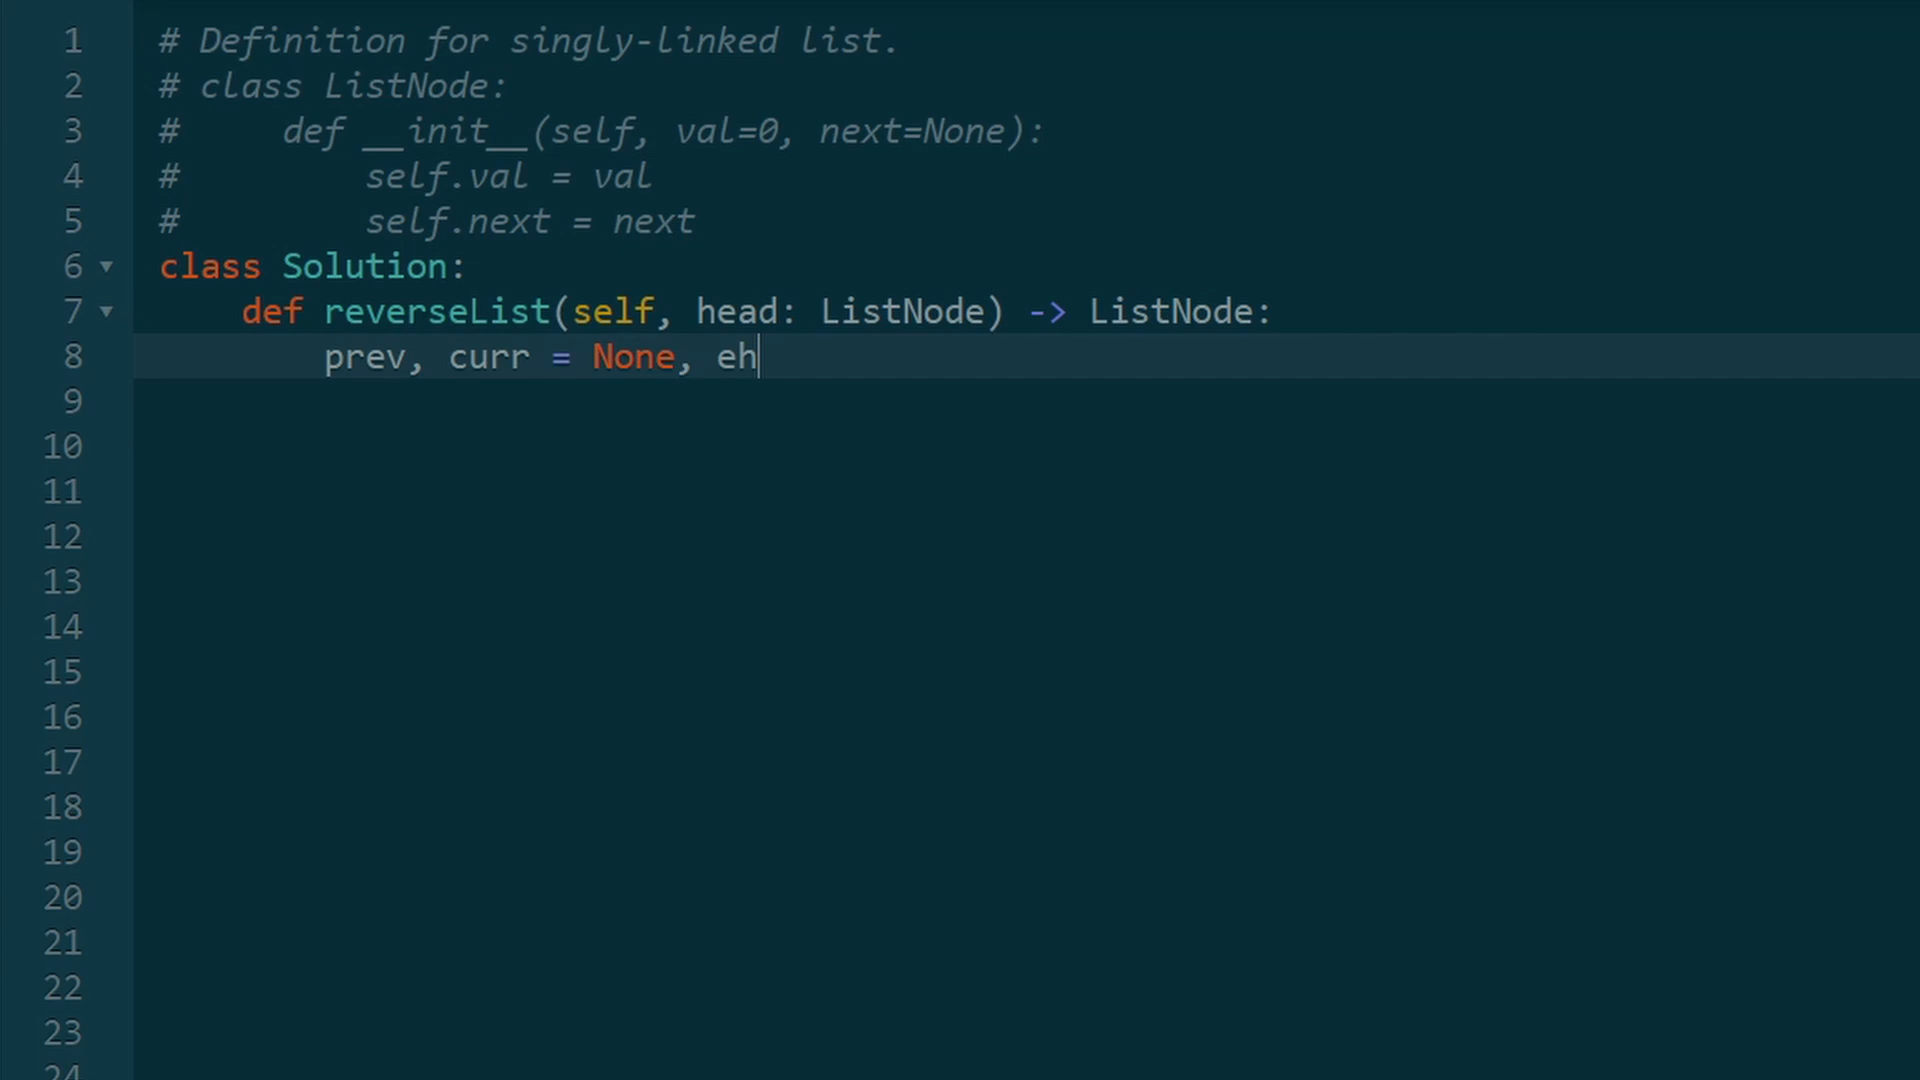 1 # Definition for singly-linked list.
2 # class ListNode:
3 #     def __init__(self, val=0, next=None):
4 #         self.val = val
5 #         self.next = next
6 class Solution:
7     def reverseList(self, head: ListNode) -> ListNode:
8         prev, curr = None, eh
9
10
11
12
13
14
15
16
17
18
19
20
21
22
23
24